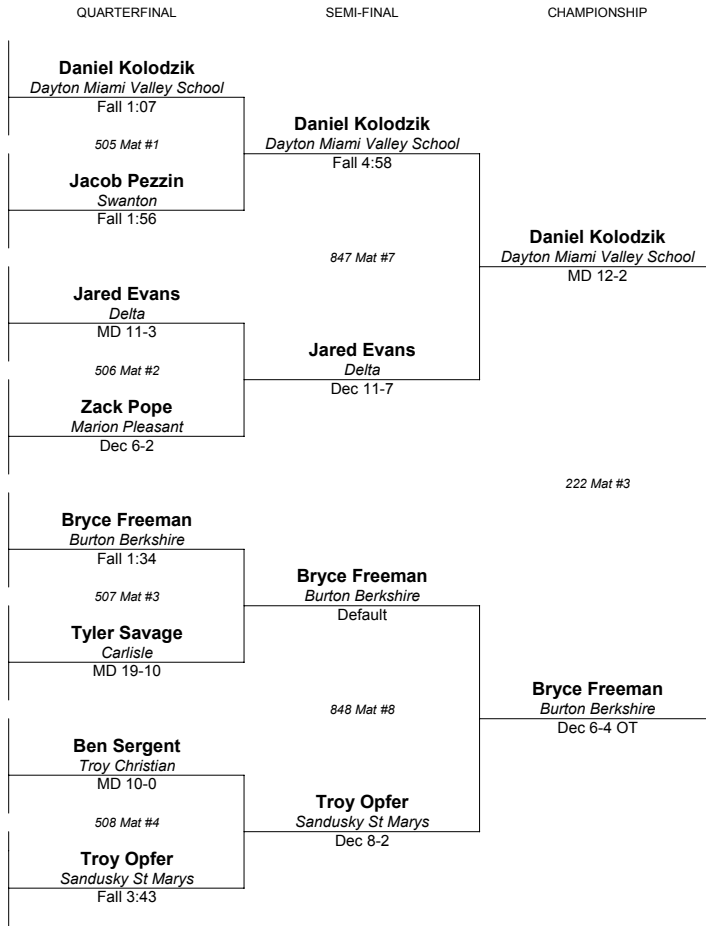 QUARTERFINAL
SEMI-FINAL
CHAMPIONSHIP
Daniel Kolodzik
Dayton Miami Valley School
Fall 1:07
505 Mat #1
Jacob Pezzin
Swanton
Fall 1:56
Jared Evans
Delta
MD 11-3
506 Mat #2
Zack Pope
Marion Pleasant
Dec 6-2
Bryce Freeman
Burton Berkshire
Fall 1:34
507 Mat #3
Tyler Savage
Carlisle
MD 19-10
Ben Sergent
Troy Christian
MD 10-0
508 Mat #4
Troy Opfer
Sandusky St Marys
Fall 3:43
Daniel Kolodzik
Dayton Miami Valley School
Fall 4:58
847 Mat #7
Jared Evans
Delta
Dec 11-7
Bryce Freeman
Burton Berkshire
Default
848 Mat #8
Troy Opfer
Sandusky St Marys
Dec 8-2
Daniel Kolodzik
Dayton Miami Valley School
MD 12-2
222 Mat #3
Bryce Freeman
Burton Berkshire
Dec 6-4 OT